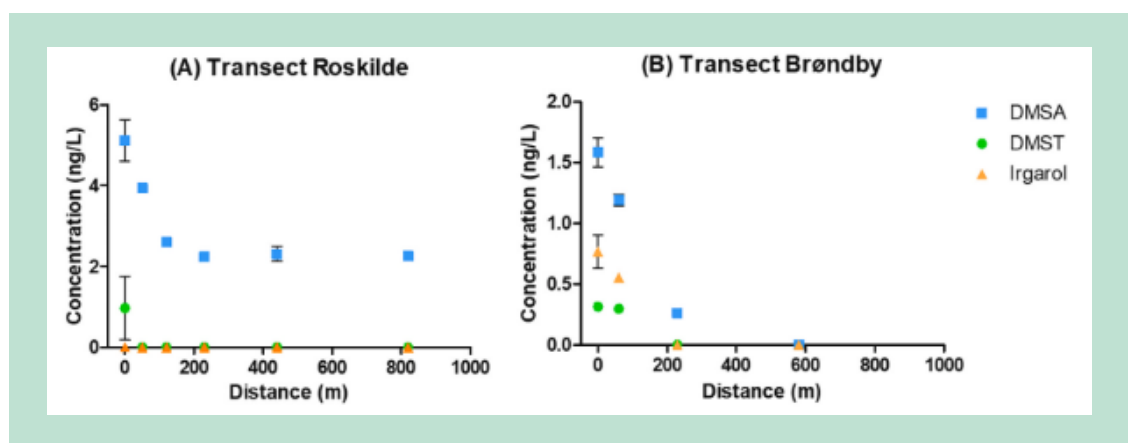 (A) Transect Roskilde
Concentration (ng/L)
6
4
2
0
0 200 400 600 800 1000
Distance (m)
(B) Transect Brøndby
Concentration (ng/L)
2.0
1.5
1.0
0.5
0.0
0 200 400 600 800 1000
Distance (m)
DMSA
DMST
Irgarol